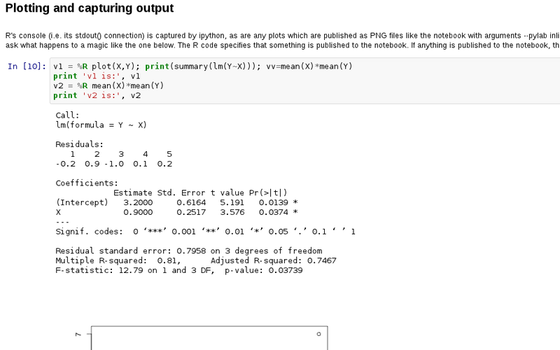 Plotting and capturing output
R's console (i.e. its stdout() connection) is captured by ipython, as are any plots which are published as PNG files like the notebook with arguments --pylab inli
ask what happens to a magic like the one below. The R code specifies that something is published to the notebook. If anything is published to the notebook, th
In [10]: v1 = %R plot(X,Y); print(summary(lm(Y~X))); vv=mean(X)*mean(Y)
print 'v1 is:', v1
v2 = %R mean(X)*mean(Y)
print 'v2 is:', v2
Call:
lm(formula = Y ~ X)
Residuals:
1 2 3 4 5
-0.2 0.9 -1.0 0.1 0.2
Coefficients:
Estimate Std. Error t value Pr(>|t|)
(Intercept) 3.2000 0.6164 5.191 0.0139 *
X 0.9000 0.2517 3.576 0.0374 *
---
Signif. codes: 0 ‘***’ 0.001 ‘**’ 0.01 ‘*’ 0.05 ‘.’ 0.1 ‘ ’ 1
Residual standard error: 0.7958 on 3 degrees of freedom
Multiple R-squared: 0.81, Adjusted R-squared: 0.7467
F-statistic: 12.79 on 1 and 3 DF, p-value: 0.03739
7